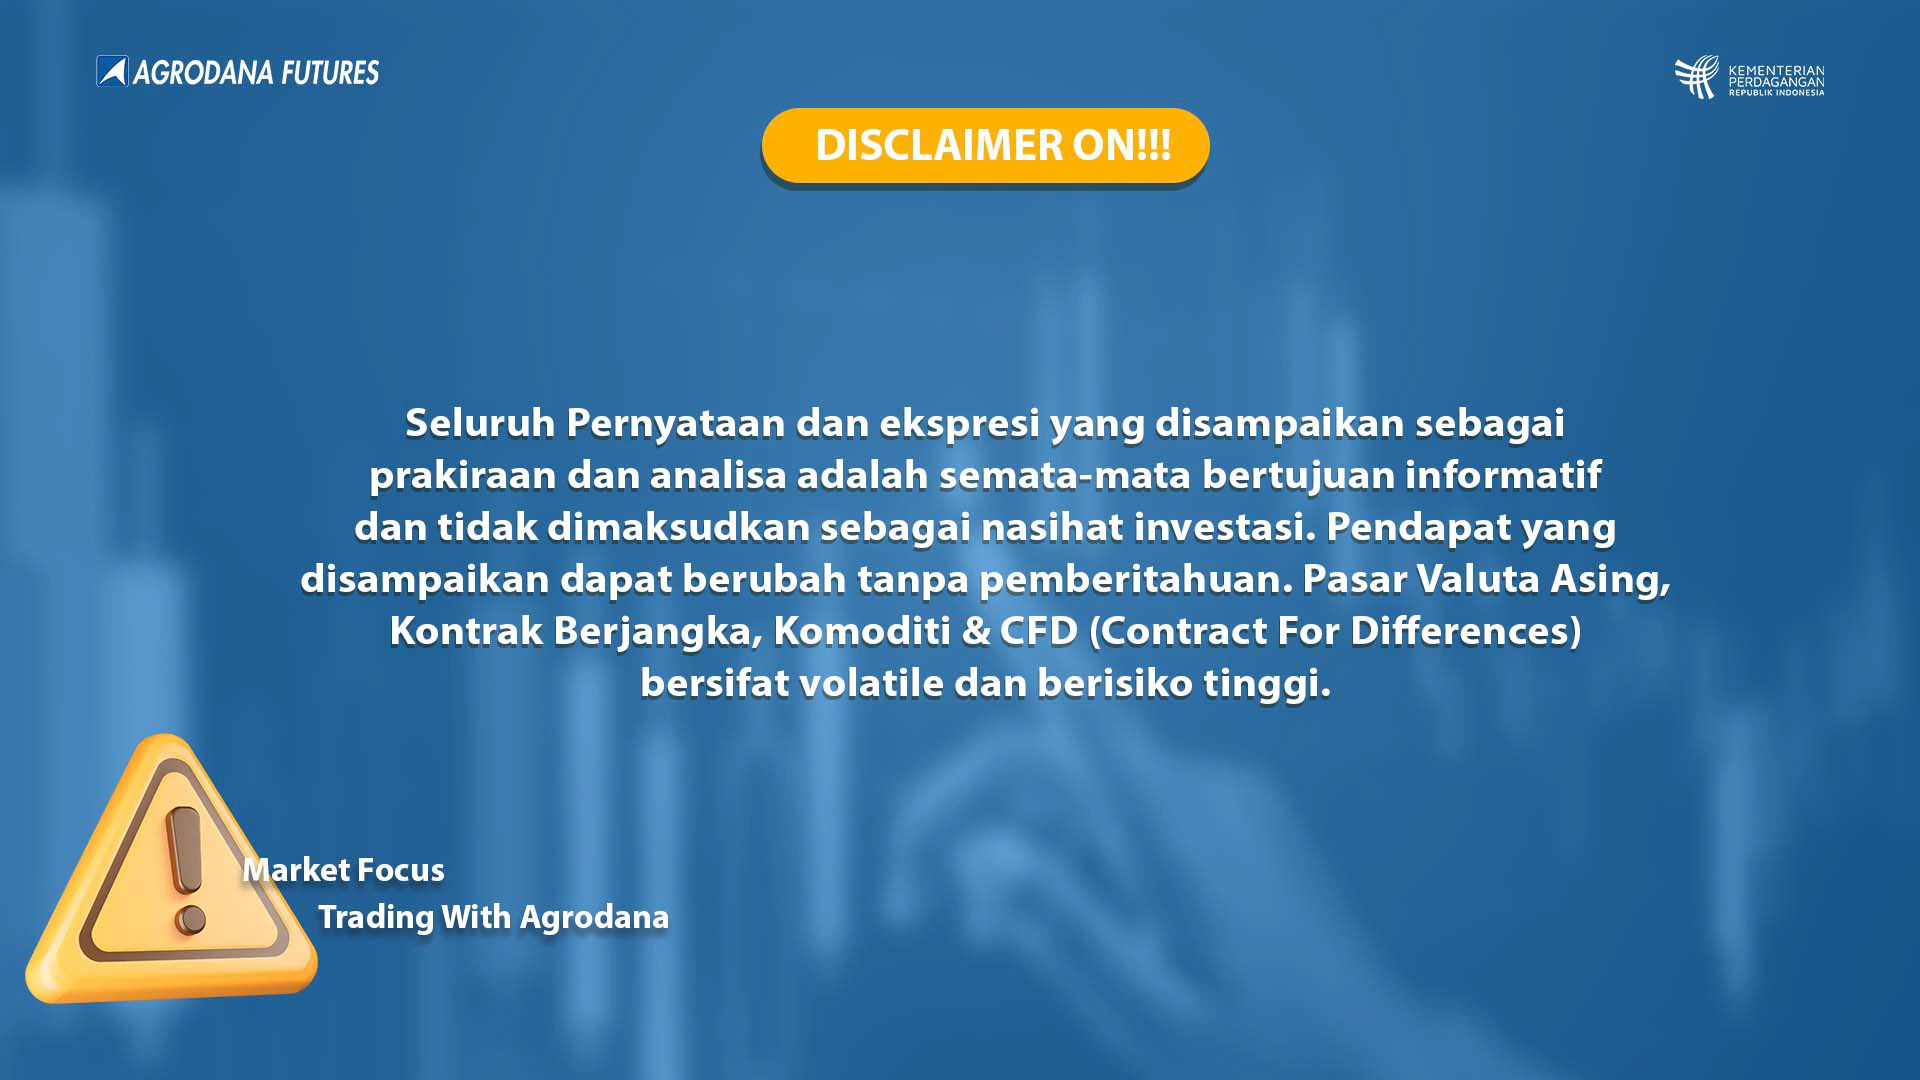 AGRODANA FUTURES
KEMENTERIAN
PERDAGANGAN
REPUBLIK INDONESIA
DISCLAIMER ON!!!
Seluruh Pernyataan dan ekspresi yang disampaikan sebagai
prakiraan dan analisa adalah semata-mata bertujuan informatif
dan tidak dimaksudkan sebagai nasihat investasi. Pendapat yang
disampaikan dapat berubah tanpa pemberitahuan. Pasar Valuta Asing,
Kontrak Berjangka, Komoditi & CFD (Contract For Differences)
bersifat volatile dan berisiko tinggi.
Market Focus
Trading With Agrodana